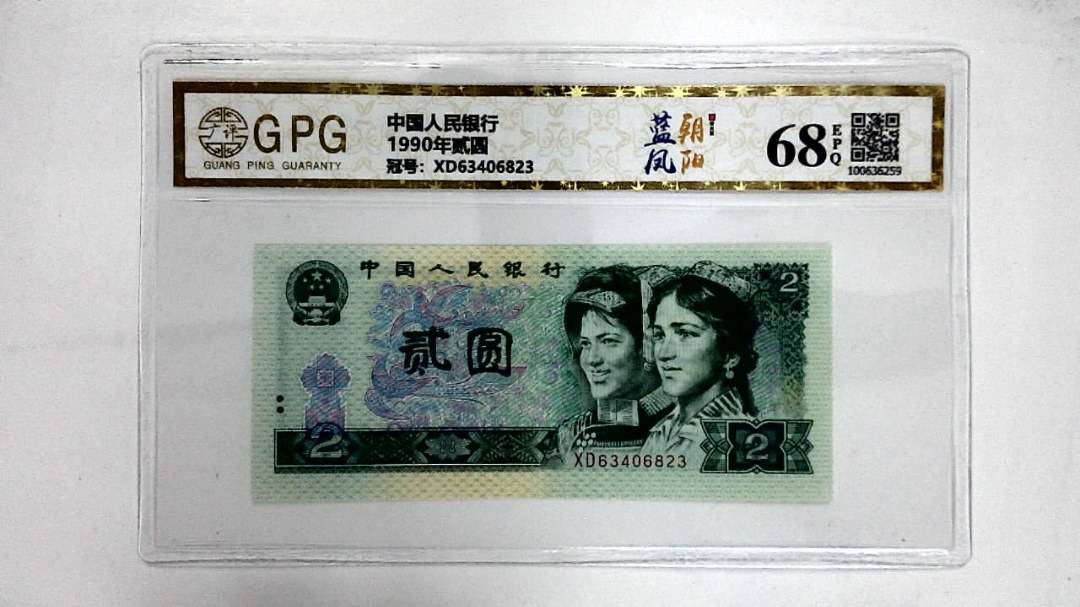 广评
GPG
GUANG PING GUARANTY
中国人民银行
1990年贰圆
冠号：XD63406823
蓝凤
朝阳
68
EPQ
100636259
中国人民银行
2
贰圆
2
XD63406823
2